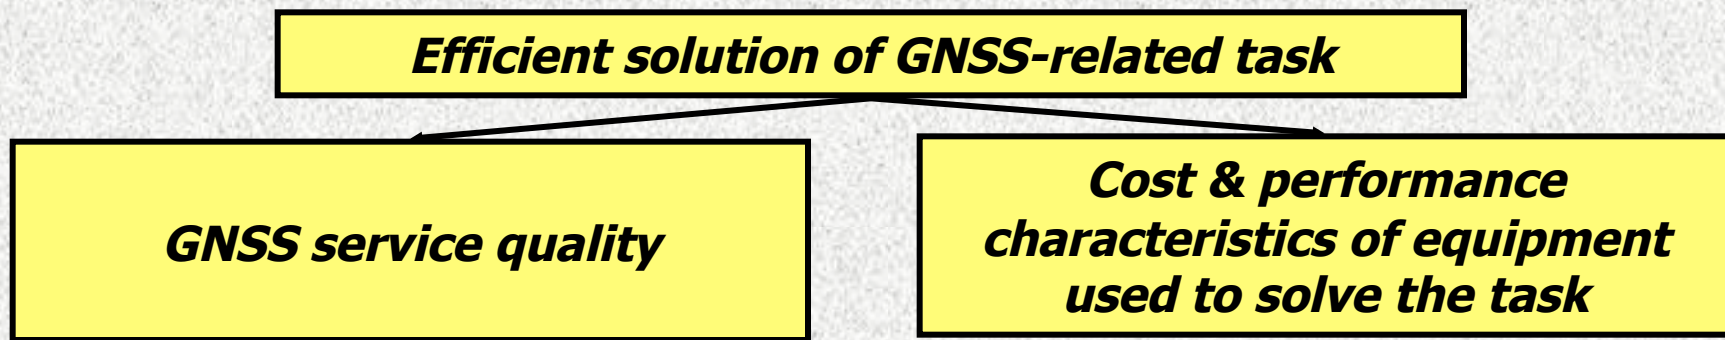 Efficient solution of GNSS-related task
GNSS service quality
Cost & performance
characteristics of equipment
used to solve the task